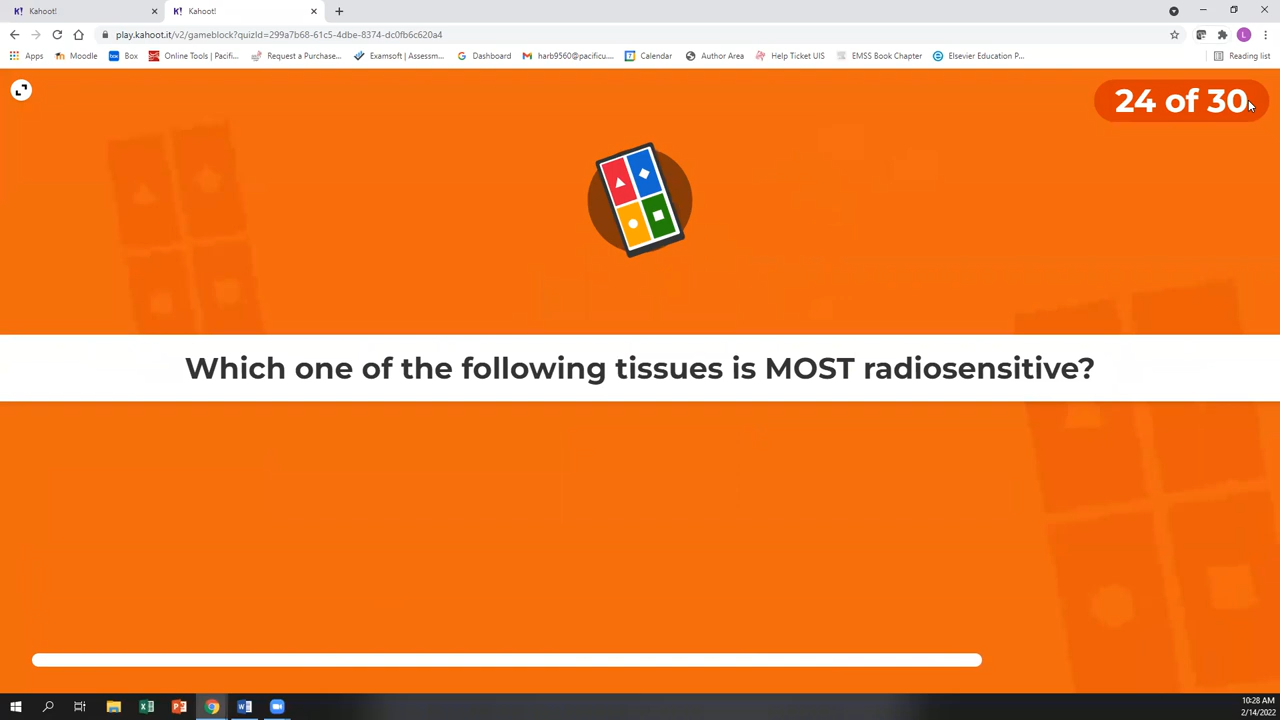 K! Kahoot!
K! Kahoot!
play.kahoot.it/v2/gameblock?quizId=299a7b68-61c5-4dbe-8374-dc0fb6c620a4
Apps Moodle Box Online Tools | Pacifi... Request a Purchase... Examsoft | Assessm... Dashboard harb9560@pacificu.... Calendar Author Area Help Ticket UIS EMSS Book Chapter Elsevier Education P... Reading list
24 of 30
Which one of the following tissues is MOST radiosensitive?
10:28 AM
2/14/2022